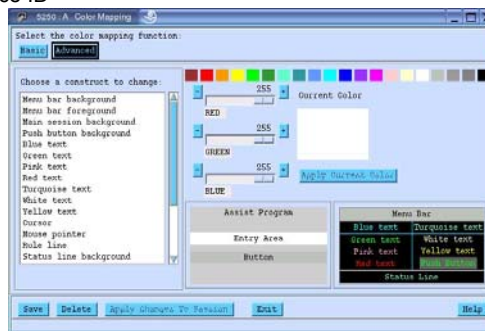 5250 : A Color Mapping
Select the color mapping function:
Basic Advanced
Choose a construct to change:
Menu bar background
Menu bar foreground
Main session background
Push button background
Blue text
Green text
Pink text
Red text
Turquoise text
White text
Yellow text
Cursor
Mouse pointer
Rule line
Status line background
255
RED
255
GREEN
255
BLUE
Current Color
Apply Current Color
Assist Program
Entry Area
Button
Menu Bar
Blue text Turquoise text
Green text White text
Pink text Yellow text
Red text Push Button
Status Line
Save Delete Apply Changes To Session Exit Help